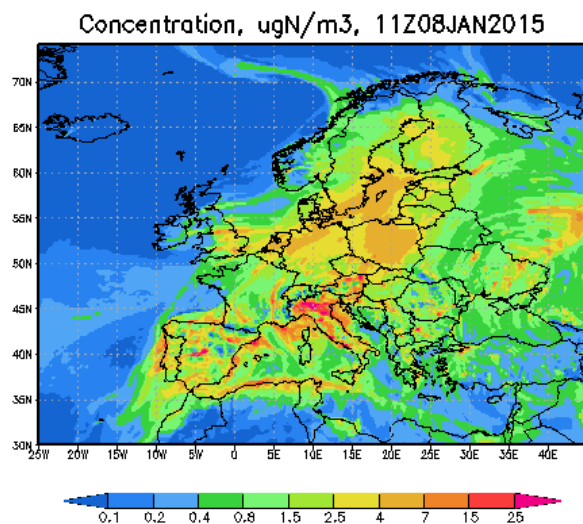 Concentration, ugN/m3, 11Z08JAN2015
70N
65N
60N
55N
50N
45N
40N
35N
30N
25W 20W 15W 10W 5W 0 5E 10E 15E 20E 25E 30E 35E 40E
0.1 0.2 0.4 0.8 1.5 2.5 4 7 15 25